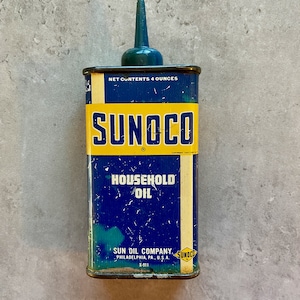 NET CONTENTS 4 OUNCES
SUNOCO
HOUSEHOLD
OIL
SUN OIL COMPANY
PHILADELPHIA, PA., U.S.A.
SUNOCO